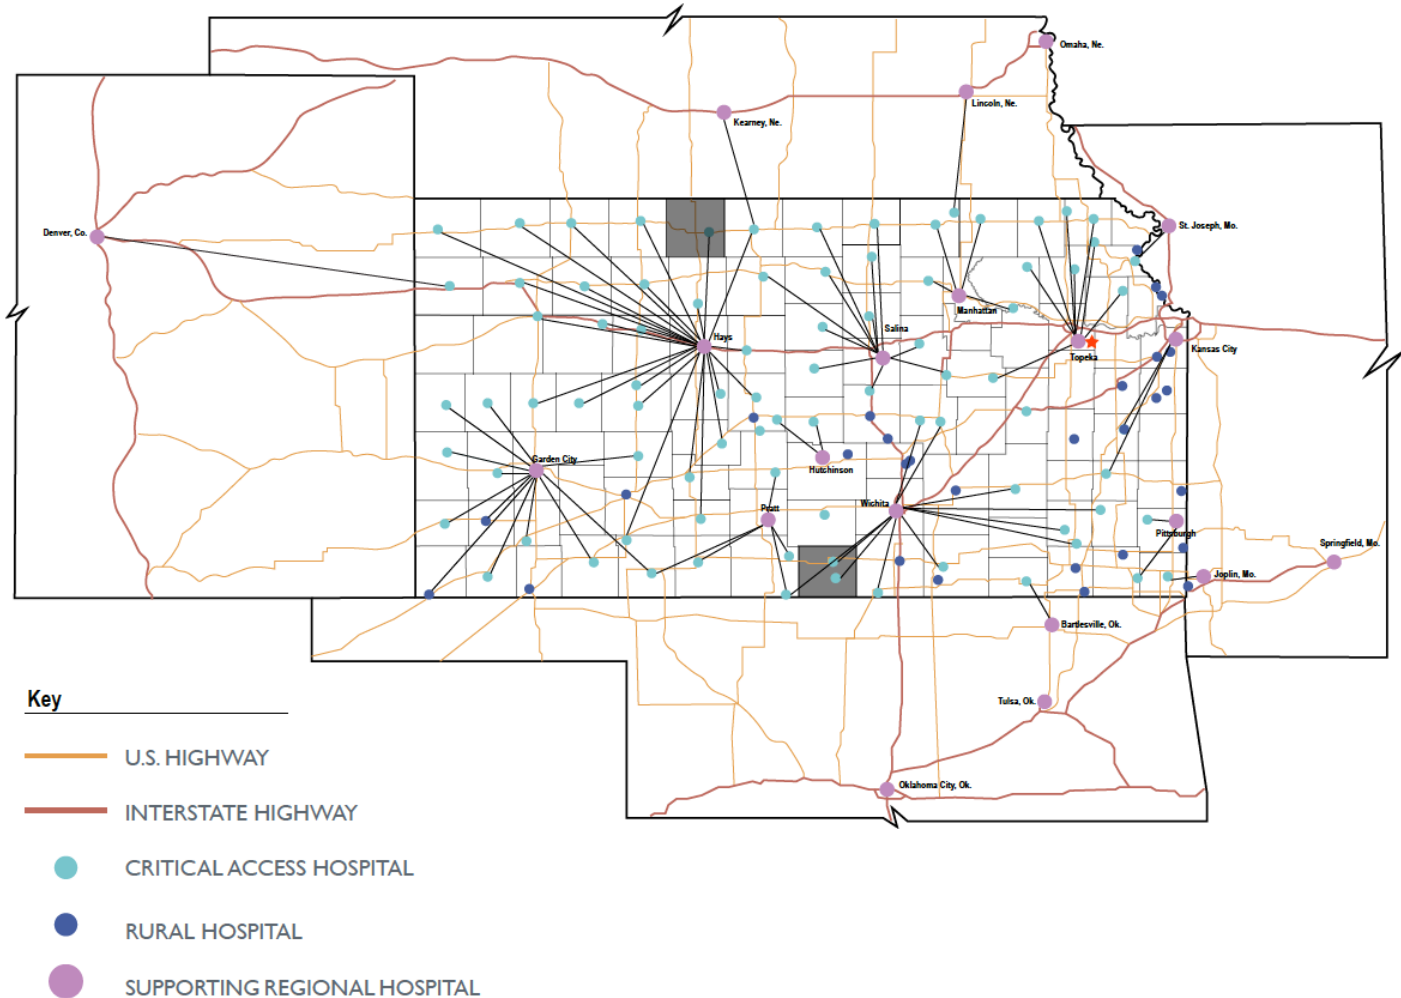 Omaha, Ne.
Lincoln, Ne.
Kearney, Ne.
Denver, Co.
St. Joseph, Mo.
Manhattan
Salina
Hays
Topeka
Kansas City
Garden City
Hutchinson
Wichita
Pratt
Pittsburgh
Springfield, Mo.
Joplin, Mo.
Bartlesville, Ok.
Tulsa, Ok.
Oklahoma City, Ok.
Key
U.S. HIGHWAY
INTERSTATE HIGHWAY
CRITICAL ACCESS HOSPITAL
RURAL HOSPITAL
SUPPORTING REGIONAL HOSPITAL